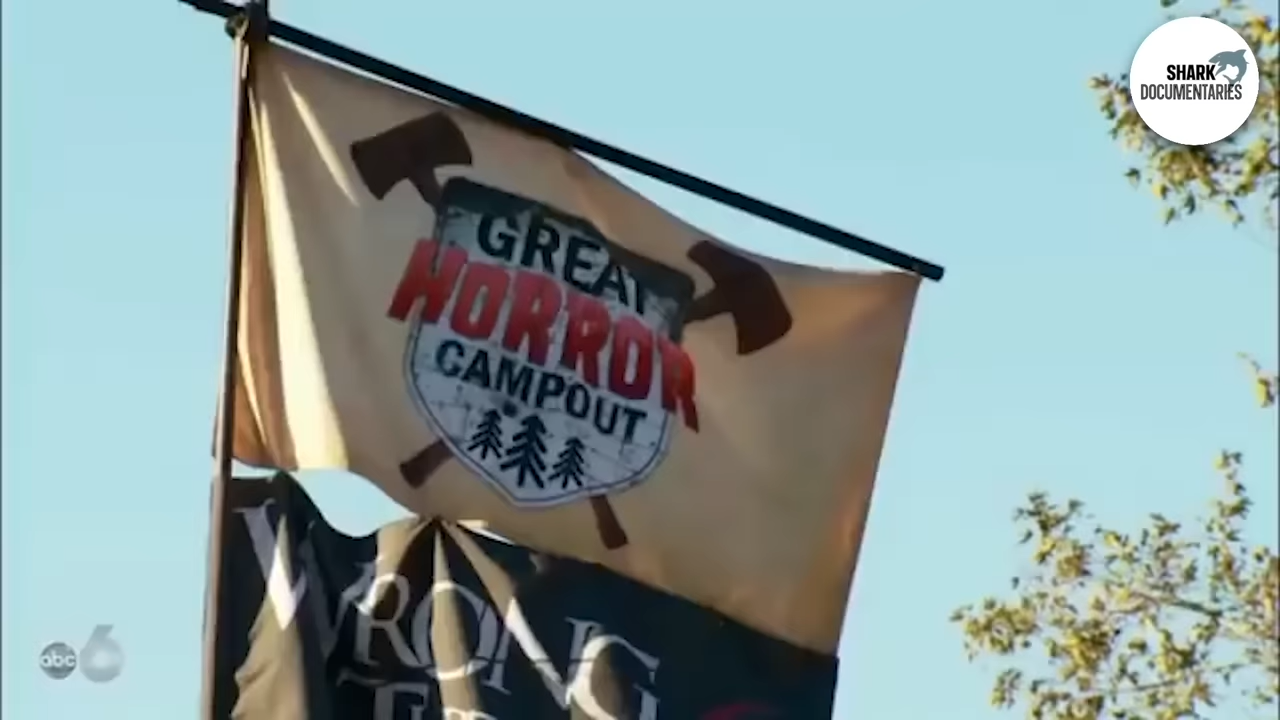 SHARK
DOCUMENTARIES
GREAT
HORROR
CAMPOUT
WRONG
abc 6